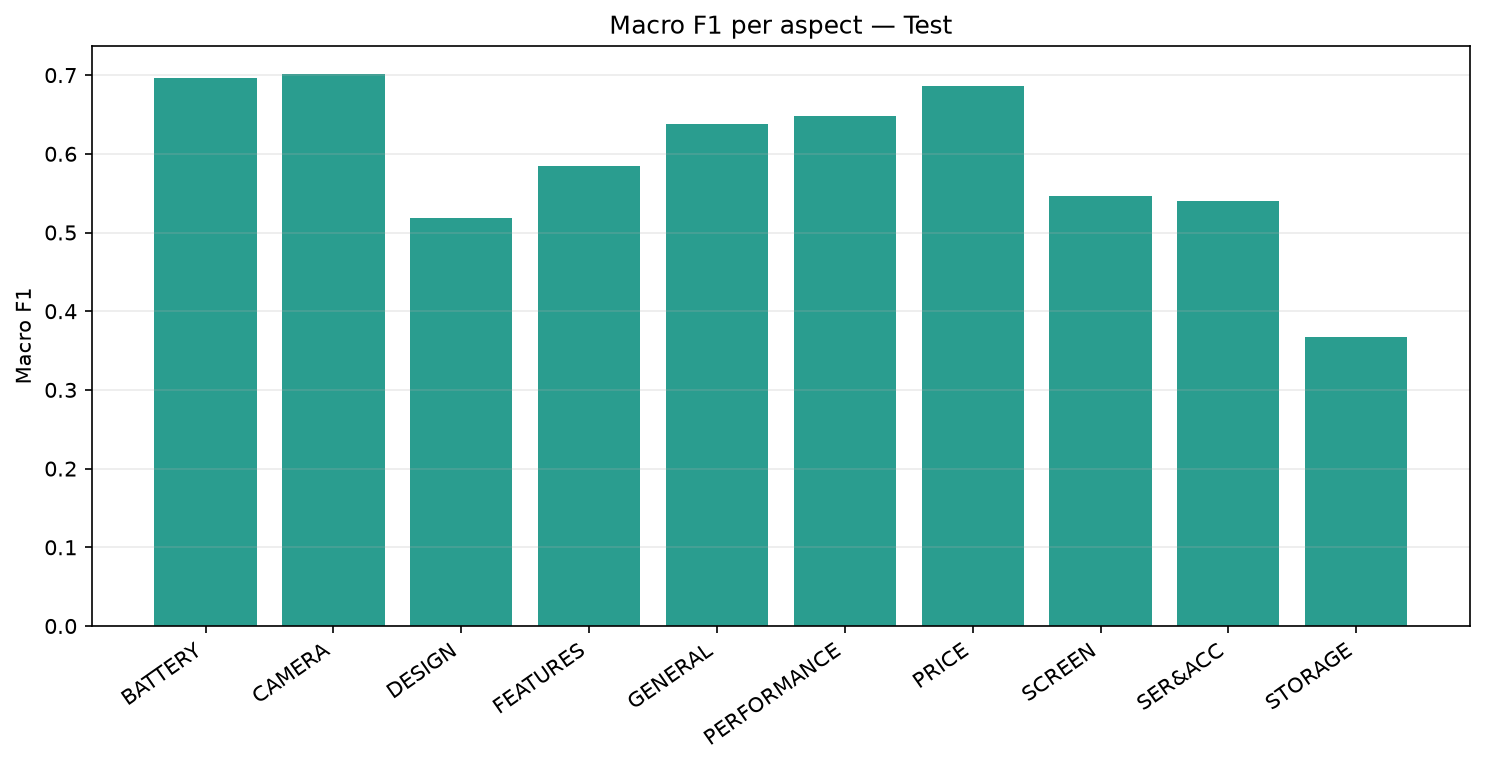 Macro F1 per aspect — Test
Macro F1
0.7
0.6
0.5
0.4
0.3
0.2
0.1
0.0
BATTERY
CAMERA
DESIGN
FEATURES
GENERAL
PERFORMANCE
PRICE
SCREEN
SER&ACC
STORAGE